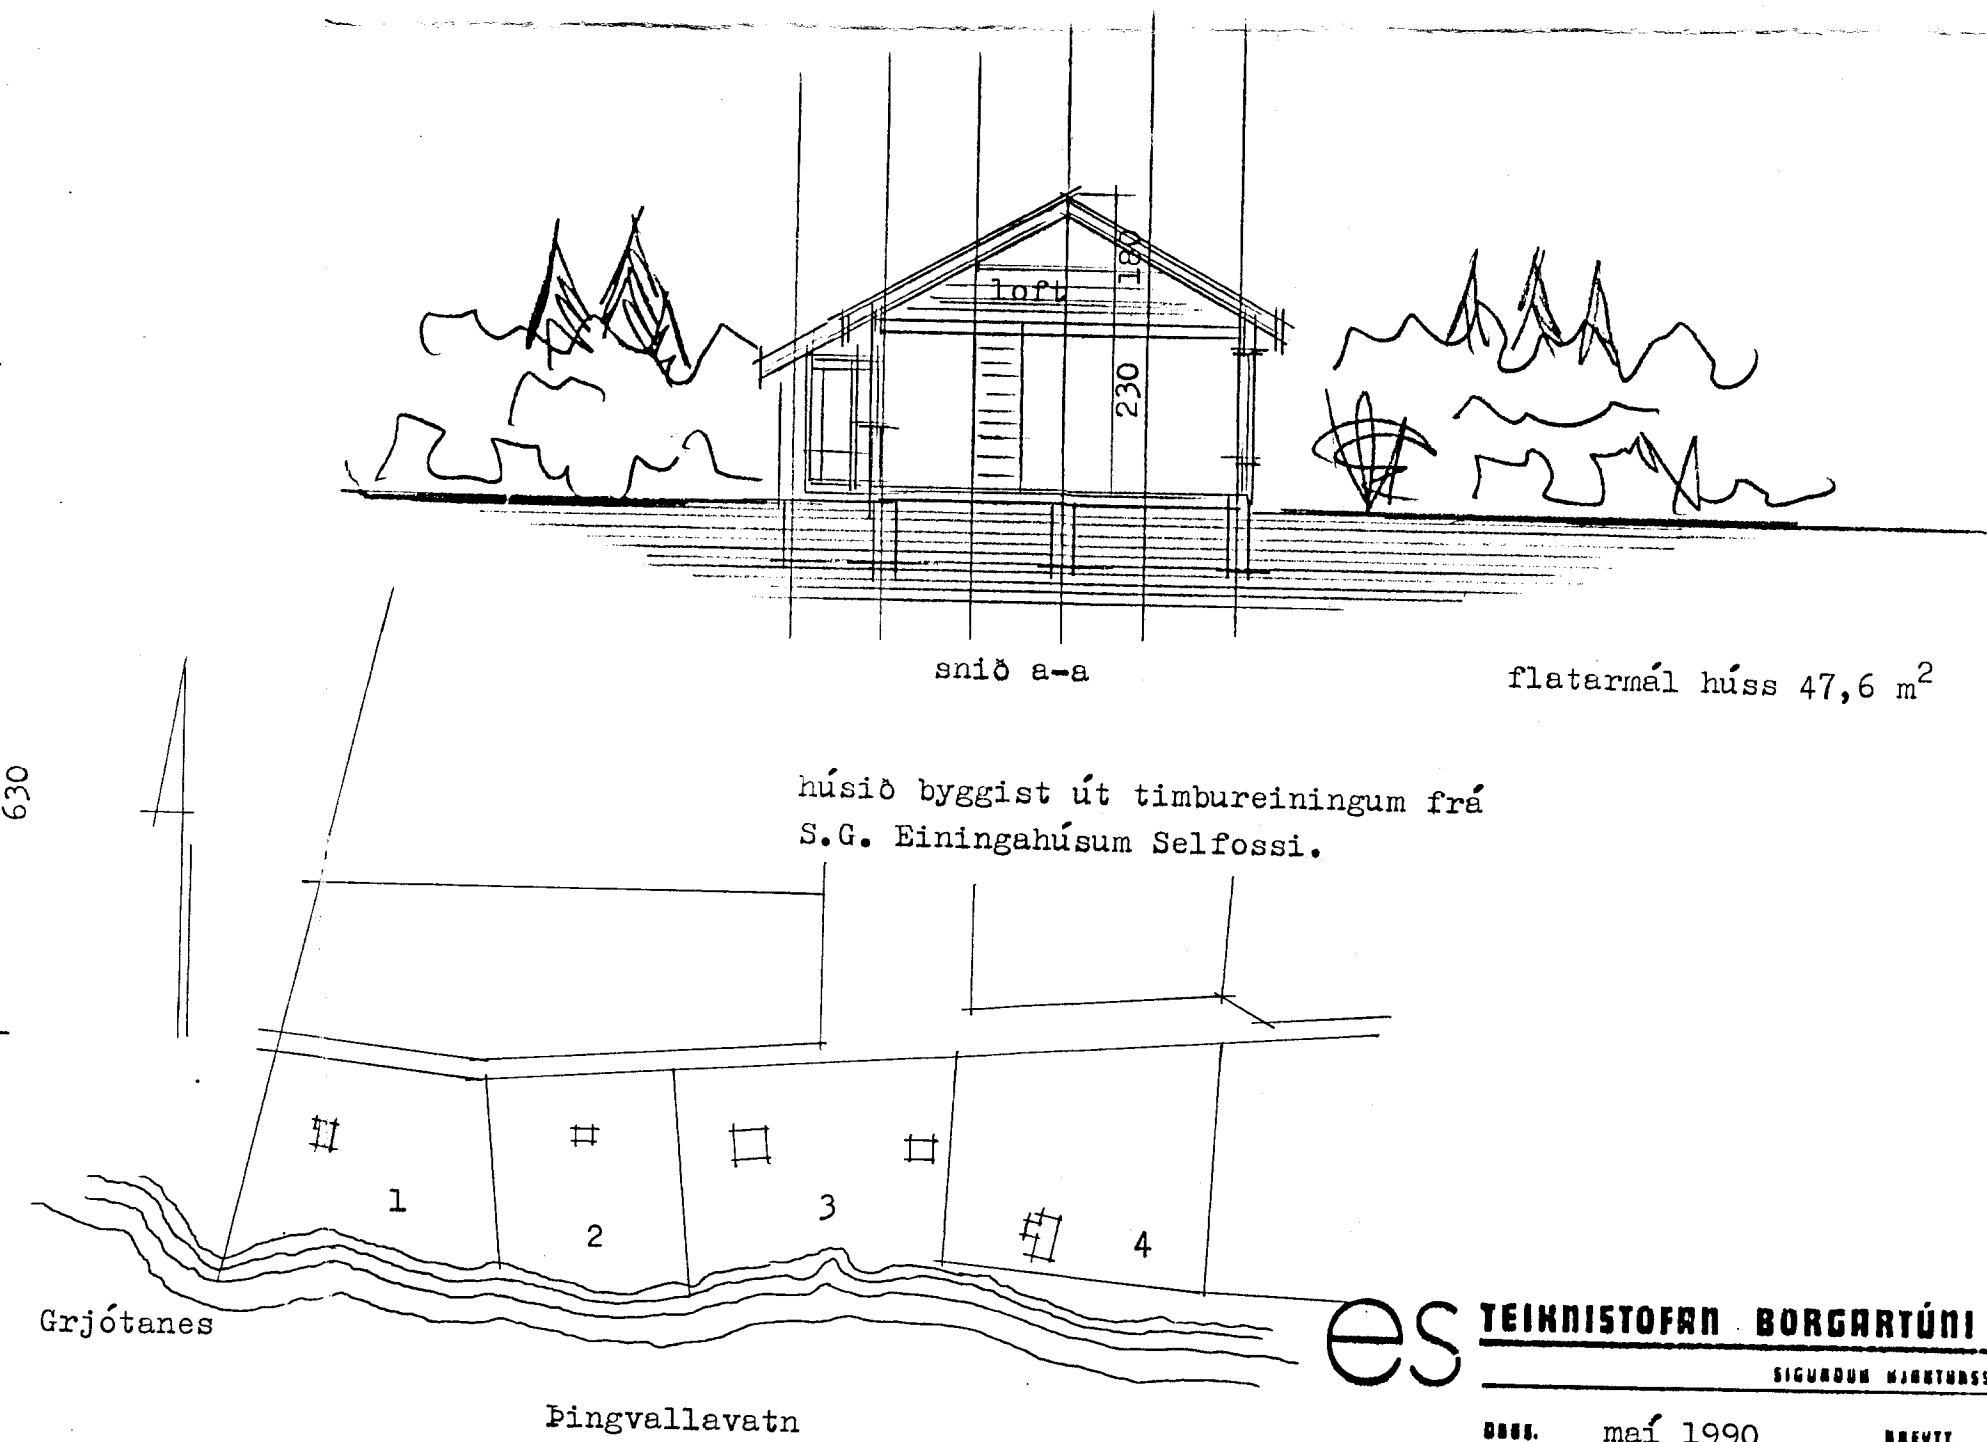 180
loft
230
snið a-a
flatarmál húss 47,6 m²
630
húsið byggist út timbureiningum frá
S.G. Einingahúsum Selfossi.
1
2
3
4
Grjótanes
Þingvallavatn
es TEIKNISTOFAN BORGARTÚNI
maí 1990